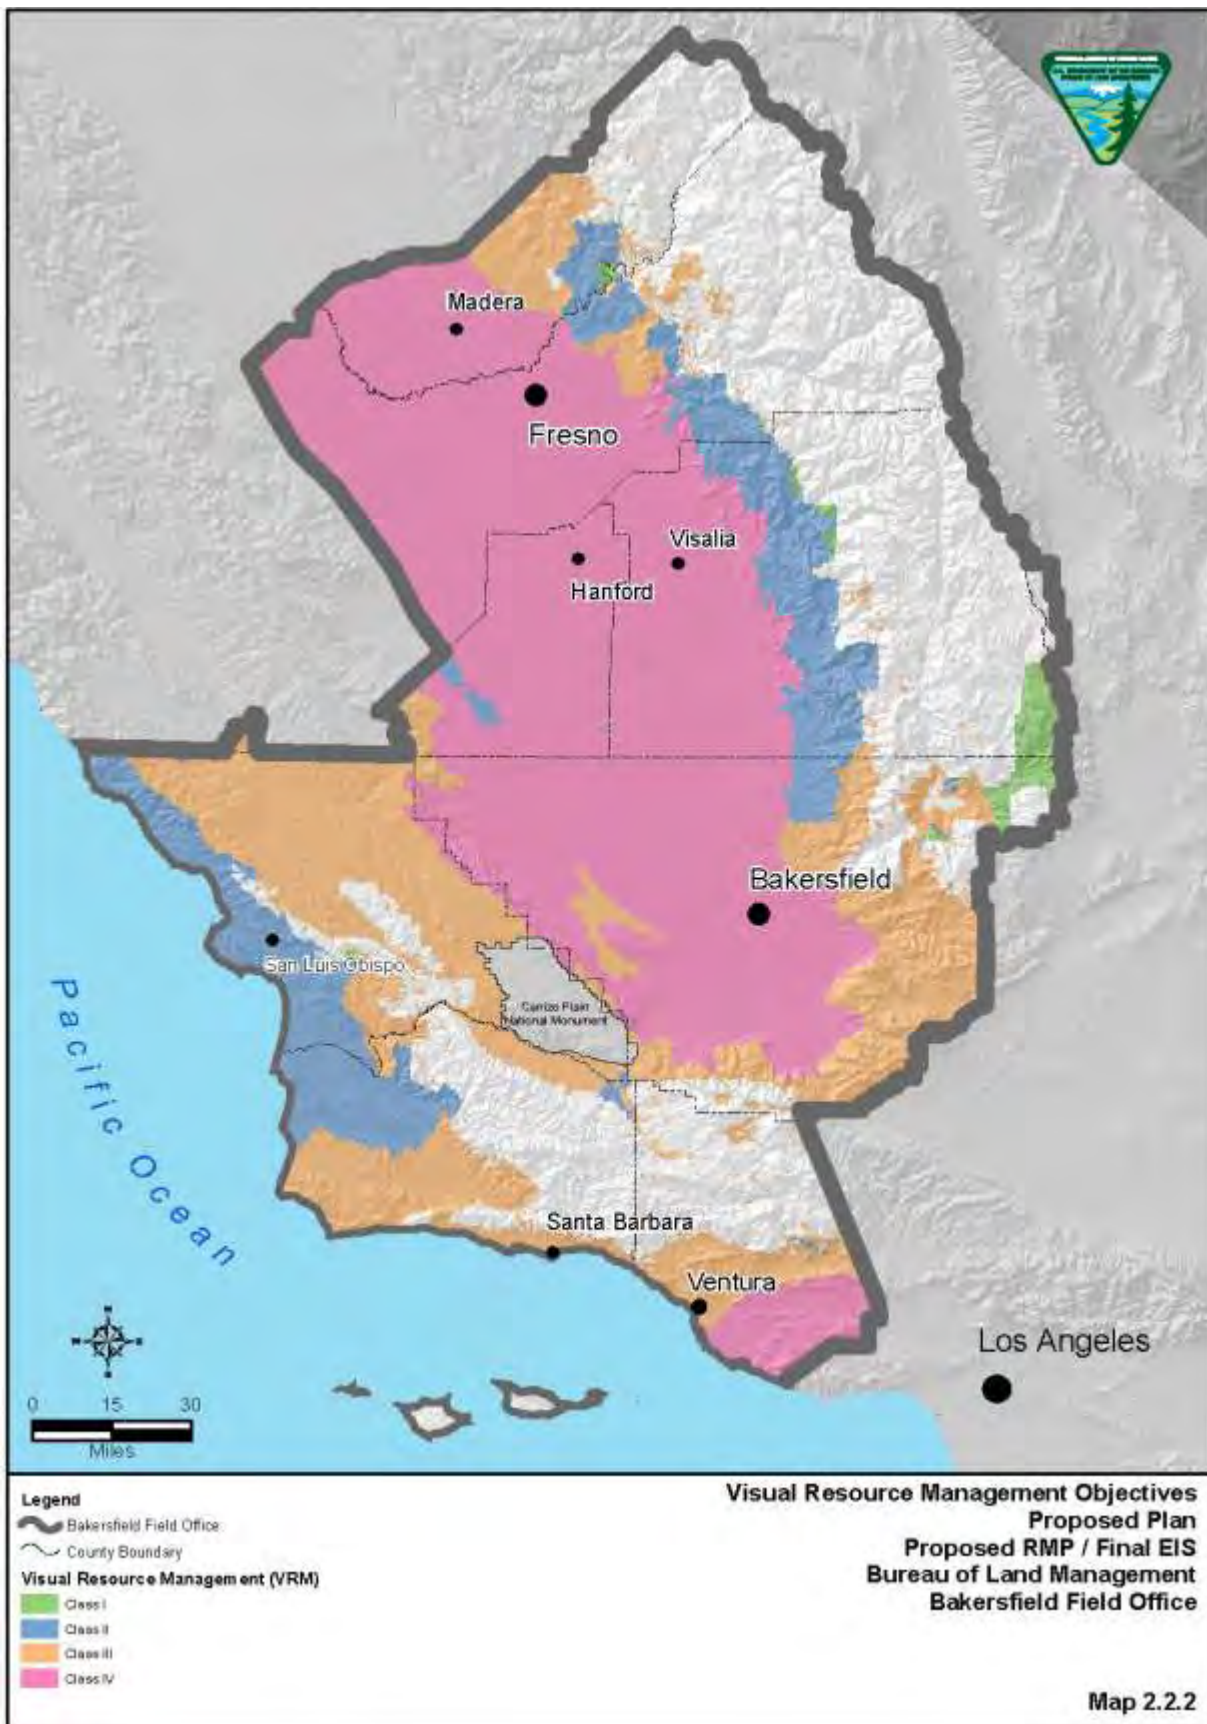 Madera
Fresno
Visalia
Hanford
Bakersfield
San Luis Obispo
Carrizo Plain
National Monument
Pacific Ocean
Santa Barbara
Ventura
Los Angeles
N
W
E
S
0 15 30
Miles
Legend
Bakersfield Field Office
County Boundary
Visual Resource Management (VRM)
Class I
Class II
Class III
Class IV
Visual Resource Management Objectives
Proposed Plan
Proposed RMP / Final EIS
Bureau of Land Management
Bakersfield Field Office
Map 2.2.2